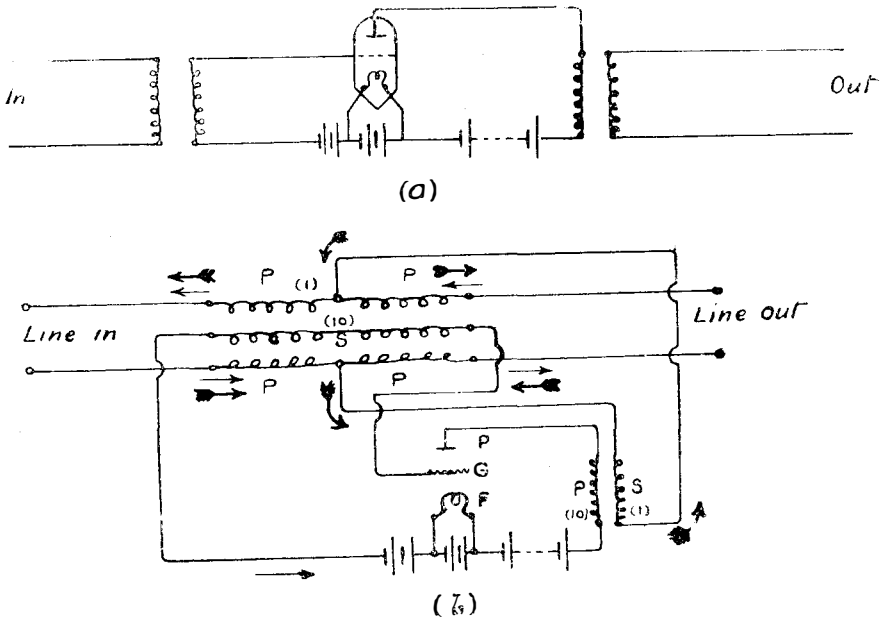 In
Out
(a)
P (1) P
(10)
Line in
S
Line Out
P P
P
G
F
P
(10)
S
(1)